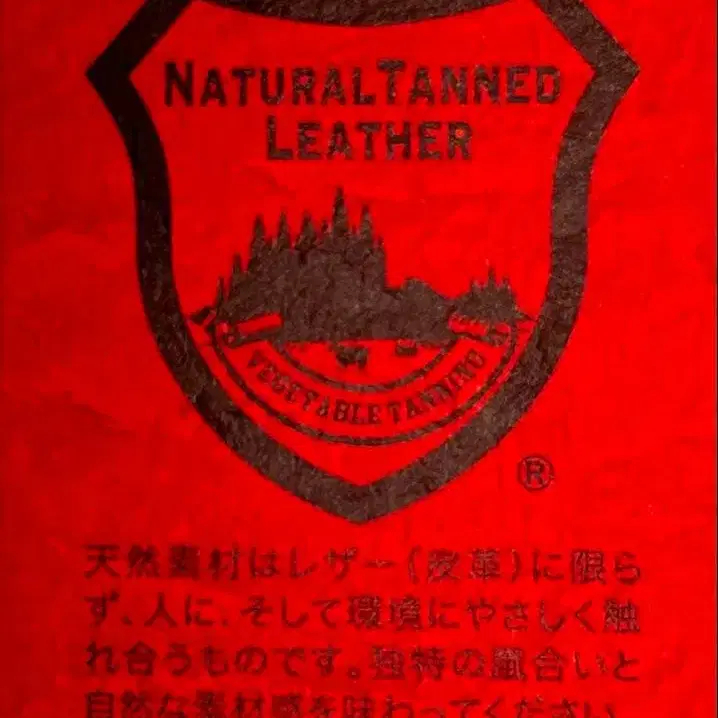 NATURAL TANNED
LEATHER
VEGETABLE TANNING
®
天然素材はレザー(皮革)に限ら
ず、人に、そして環境にやさしく触
れ合うものです。独特の風合いと
自然な素材感を味わってください